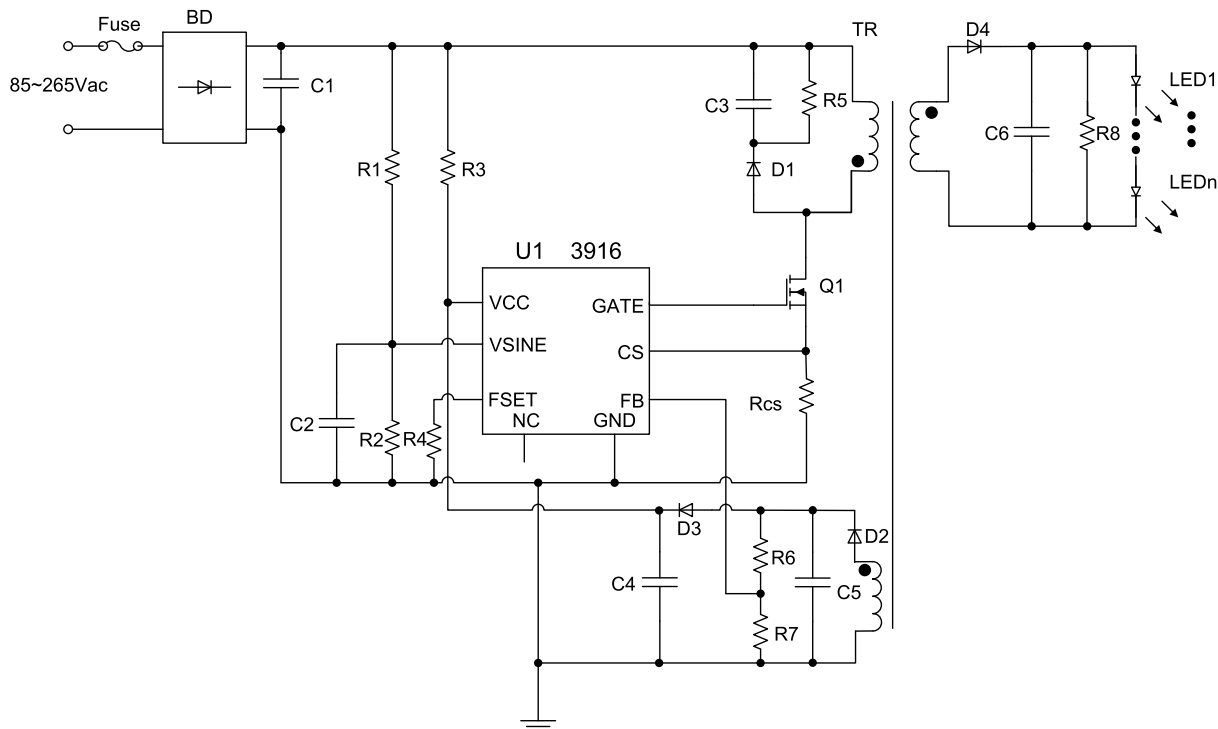 Fuse
BD
TR
D4
85~265Vac
C1
C3
R5
LED1
C6
R8
R1
R3
D1
LEDn
U1 3916
VCC
GATE
Q1
VSINE
CS
FSET
FB
Rcs
NC
GND
C2
R2
R4
D3
D2
R6
C4
C5
R7